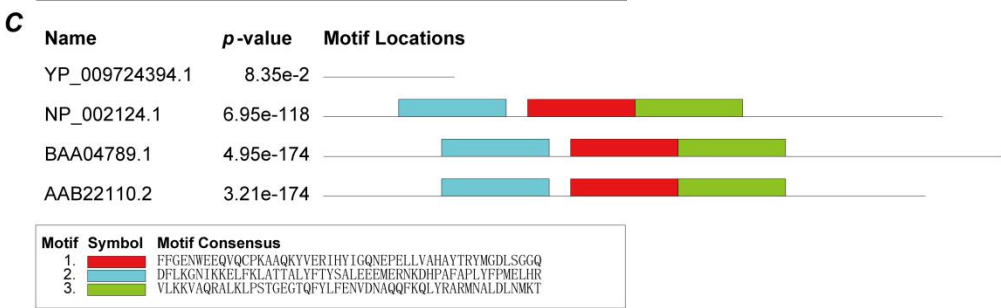 C
Name p-value Motif Locations
YP_009724394.1 8.35e-2
NP_002124.1 6.95e-118
BAA04789.1 4.95e-174
AAB22110.2 3.21e-174
Motif Symbol Motif Consensus
1. FFGENWEEQVQCPKAAQKYVERIHYIGQNEPELLVAHAYTRYMGDLSGGQ
2. DFLKGNIKKELFKLATTALYFTYSALEEEMERNKDHPAFAPLYFPMELHR
3. VLKKVAQRALKLPSTGEGTQFYLFENVDNAQQFKQLYRARMNALDLNMKT